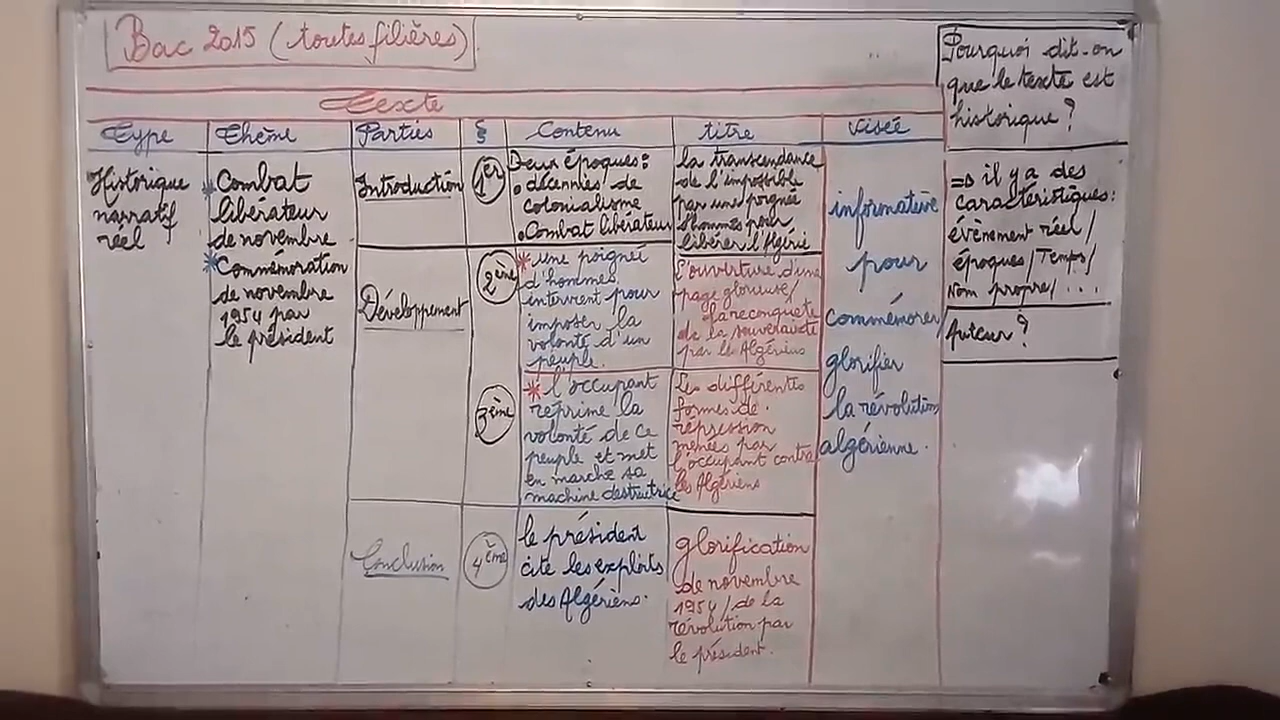 Bac 2015 (toutes filières)
Texte
Type
Thème
Parties
§
Contenu
titre
visée
Historique
narratif
réel
* Combat
libérateur
de novembre
* Commémoration
de novembre
1954 par
le président
Introduction
1er
Deux époques:
• décennies de
colonialisme
• Combat libérateur
la transcendance
de l'impossible
par une poignée
d'hommes pour
libérer l'Algérie
Développement
2ème
* une poignée
d'hommes
intervient pour
imposer la
volonté d'un
peuple.
L'ouverture d'une
page glorieuse/
la reconquête
de la souveraineté
par les Algériens
3ème
* l'occupant
réprime la
volonté de ce
peuple et met
en marche sa
machine destructrice
Les différentes
formes de
répression
menées par
l'occupant contre
les Algériens
Conclusion
4ème
le président
cite les exploits
des Algériens.
glorification
de novembre
1954 / de la
révolution par
le président.
informative
pour
commémorer/
glorifier
la révolution
algérienne.
Pourquoi dit-on
que le texte est
historique?
=> il y a des
caractéristiques:
évènement réel/
époques/Temps/
Nom propre/...
Auteur?